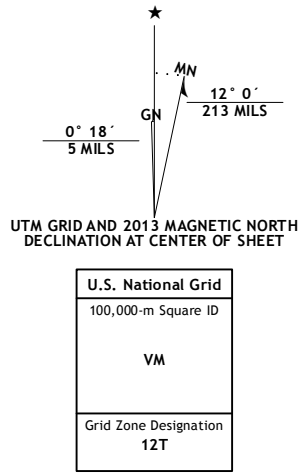 MN
GN
12° 0´
213 MILS
0° 18´
5 MILS
UTM GRID AND 2013 MAGNETIC NORTH
DECLINATION AT CENTER OF SHEET
U.S. National Grid
100,000-m Square ID
VM
Grid Zone Designation
12T